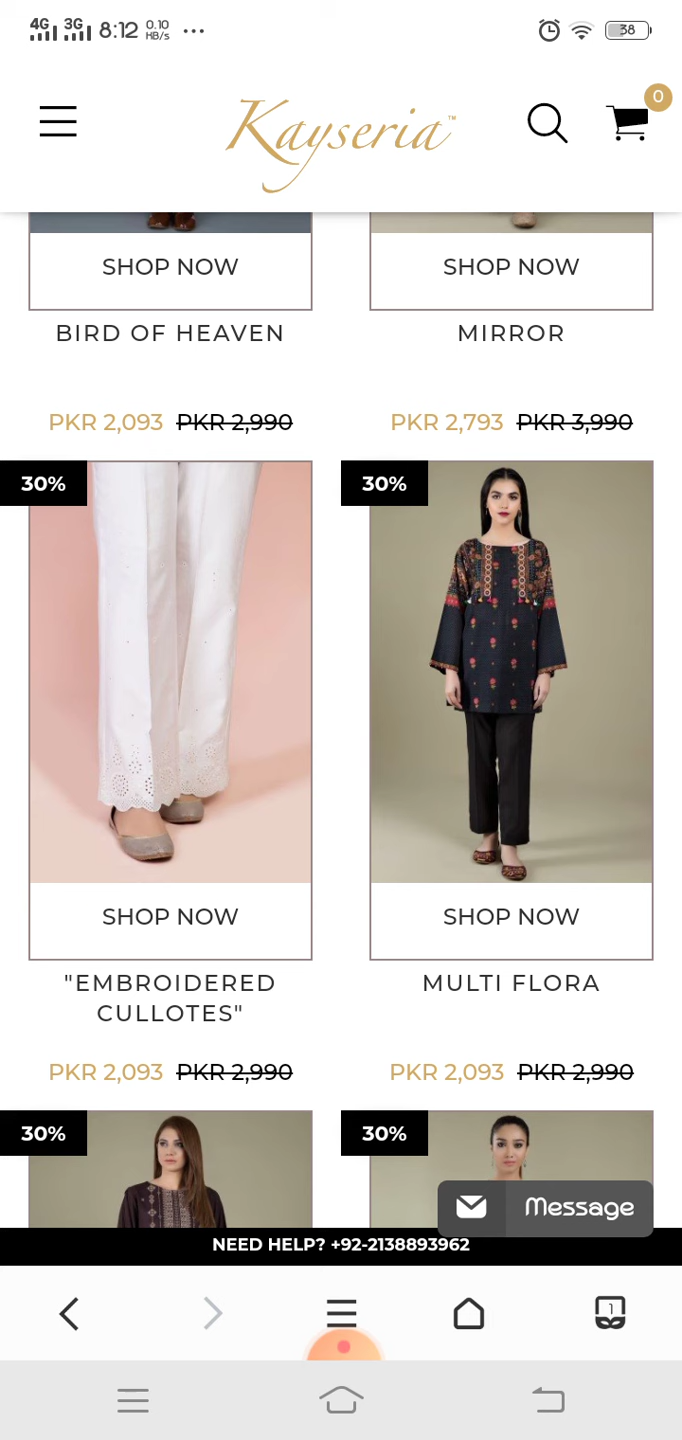 4G 3G 8:12 0.10 HB/s ... 38
0
Kayseria™
SHOP NOW
SHOP NOW
BIRD OF HEAVEN
MIRROR
PKR 2,093 PKR 2,990
PKR 2,793 PKR 3,990
30%
30%
SHOP NOW
SHOP NOW
"EMBROIDERED
CULLOTES"
MULTI FLORA
PKR 2,093 PKR 2,990
PKR 2,093 PKR 2,990
30%
30%
Message
NEED HELP? +92-2138893962
1